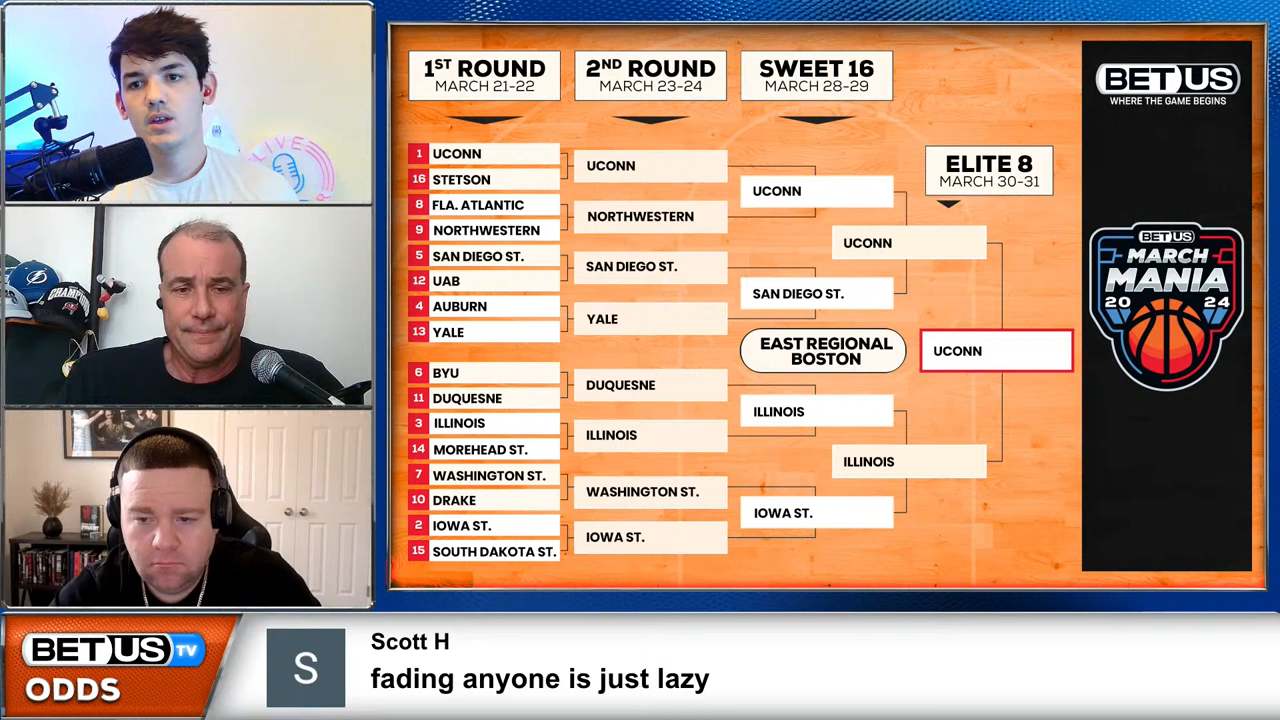 LIVE
CHAMPIONS
1ST ROUND
MARCH 21-22
2ND ROUND
MARCH 23-24
SWEET 16
MARCH 28-29
ELITE 8
MARCH 30-31
1 UCONN
16 STETSON
8 FLA. ATLANTIC
9 NORTHWESTERN
5 SAN DIEGO ST.
12 UAB
4 AUBURN
13 YALE
6 BYU
11 DUQUESNE
3 ILLINOIS
14 MOREHEAD ST.
7 WASHINGTON ST.
10 DRAKE
2 IOWA ST.
15 SOUTH DAKOTA ST.
UCONN
NORTHWESTERN
SAN DIEGO ST.
YALE
DUQUESNE
ILLINOIS
WASHINGTON ST.
IOWA ST.
UCONN
SAN DIEGO ST.
EAST REGIONAL
BOSTON
ILLINOIS
IOWA ST.
UCONN
ILLINOIS
UCONN
BETUS
WHERE THE GAME BEGINS
BETUS
MARCH
MANIA
20 24
BETUS TV
ODDS
S
Scott H
fading anyone is just lazy